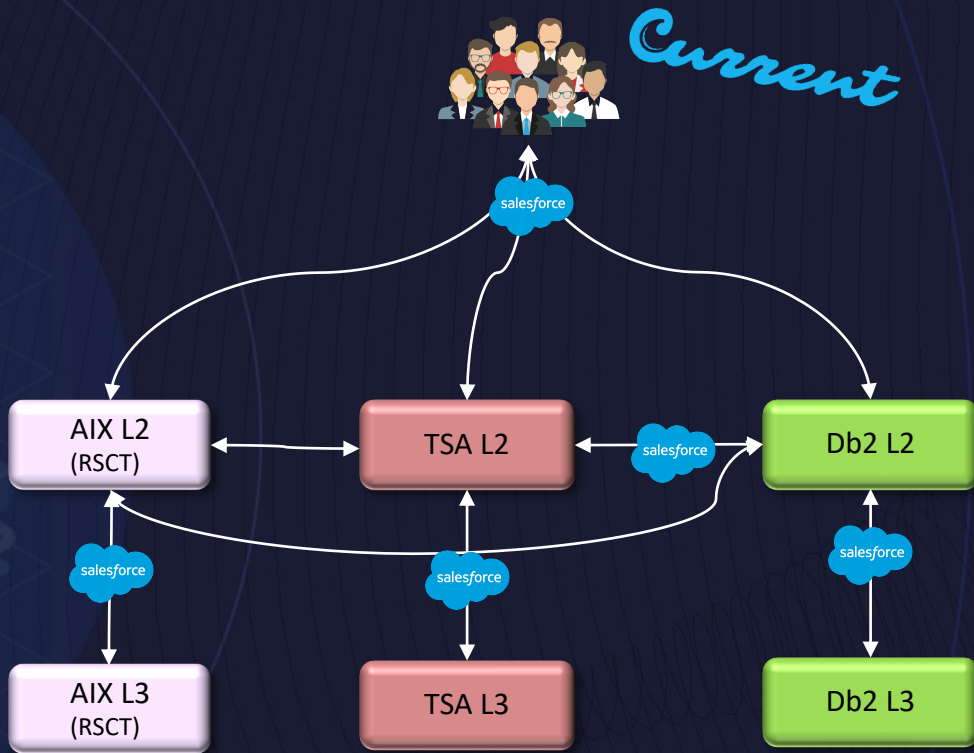 Current
salesforce
AIX L2
(RSCT)
TSA L2
salesforce
Db2 L2
salesforce
salesforce
salesforce
AIX L3
(RSCT)
TSA L3
Db2 L3